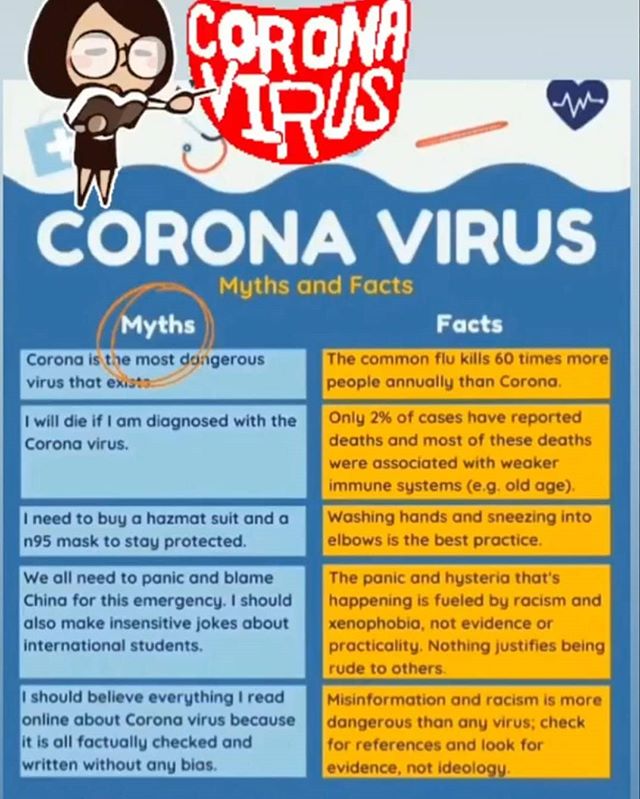 CORONA
VIRUS
CORONA VIRUS
Myths and Facts
Myths
Facts
Corona is the most dangerous
virus that exists.
The common flu kills 60 times more
people annually than Corona.
I will die if I am diagnosed with the
Corona virus.
Only 2% of cases have reported
deaths and most of these deaths
were associated with weaker
immune systems (e.g. old age).
I need to buy a hazmat suit and a
n95 mask to stay protected.
Washing hands and sneezing into
elbows is the best practice.
We all need to panic and blame
China for this emergency. I should
also make insensitive jokes about
international students.
The panic and hysteria that's
happening is fueled by racism and
xenophobia, not evidence or
practicality. Nothing justifies being
rude to others.
I should believe everything I read
online about Corona virus because
it is all factually checked and
written without any bias.
Misinformation and racism is more
dangerous than any virus; check
for references and look for
evidence, not ideology.